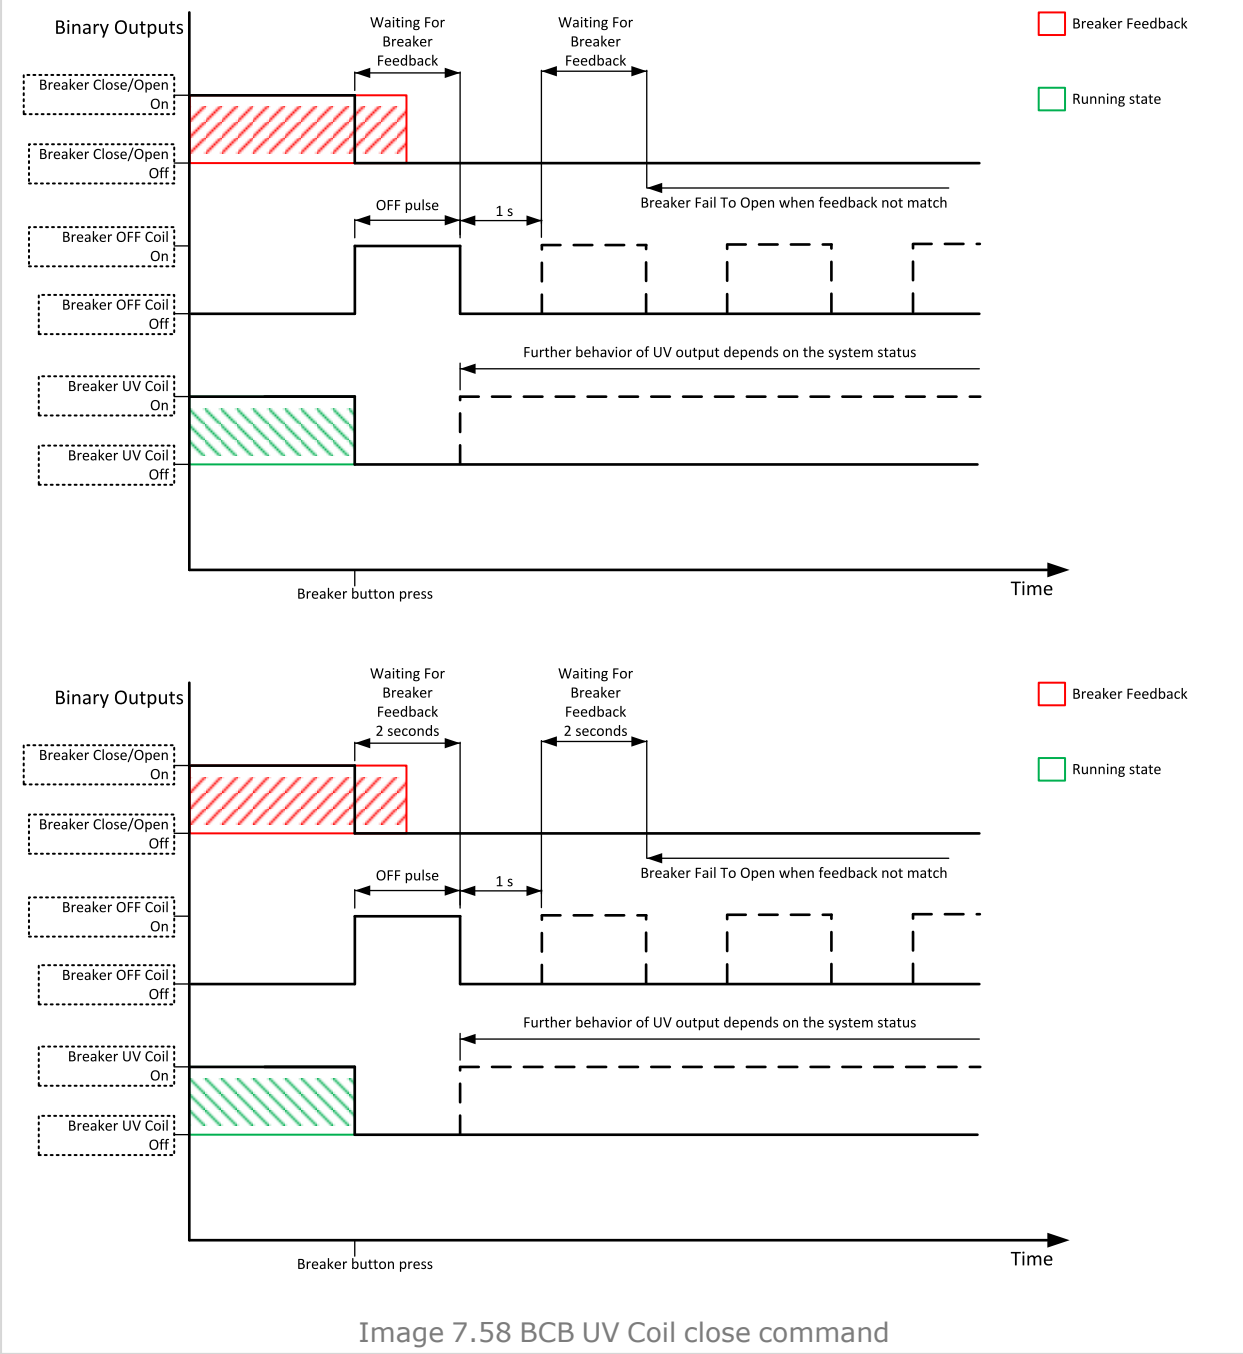 Binary Outputs
Waiting For
Breaker
Feedback
Waiting For
Breaker
Feedback
Breaker Feedback
Running state
Breaker Close/Open
On
Breaker Close/Open
Off
Breaker Fail To Open when feedback not match
OFF pulse
1 s
Breaker OFF Coil
On
Breaker OFF Coil
Off
Further behavior of UV output depends on the system status
Breaker UV Coil
On
Breaker UV Coil
Off
Time
Breaker button press
Binary Outputs
Waiting For
Breaker
Feedback
2 seconds
Waiting For
Breaker
Feedback
2 seconds
Breaker Feedback
Running state
Breaker Close/Open
On
Breaker Close/Open
Off
Breaker Fail To Open when feedback not match
OFF pulse
1 s
Breaker OFF Coil
On
Breaker OFF Coil
Off
Further behavior of UV output depends on the system status
Breaker UV Coil
On
Breaker UV Coil
Off
Time
Breaker button press
Image 7.58 BCB UV Coil close command